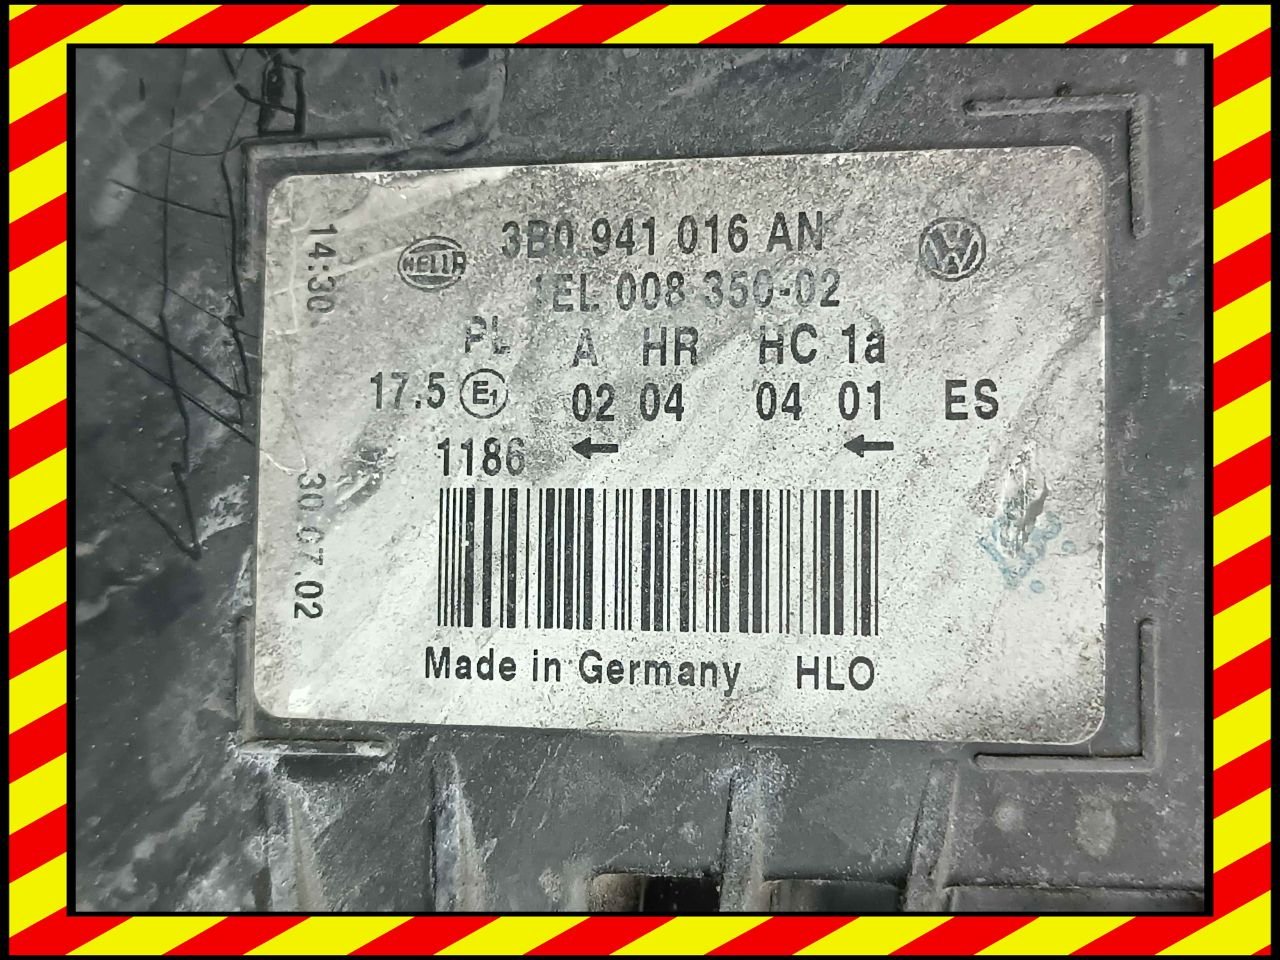 3B0 941 016 AN
HELLA
1EL 008 350-02
PL A HR HC 1a
17.5 E1 02 04 04 01 ES
1186
Made in Germany HLO
14:30
30.07.02